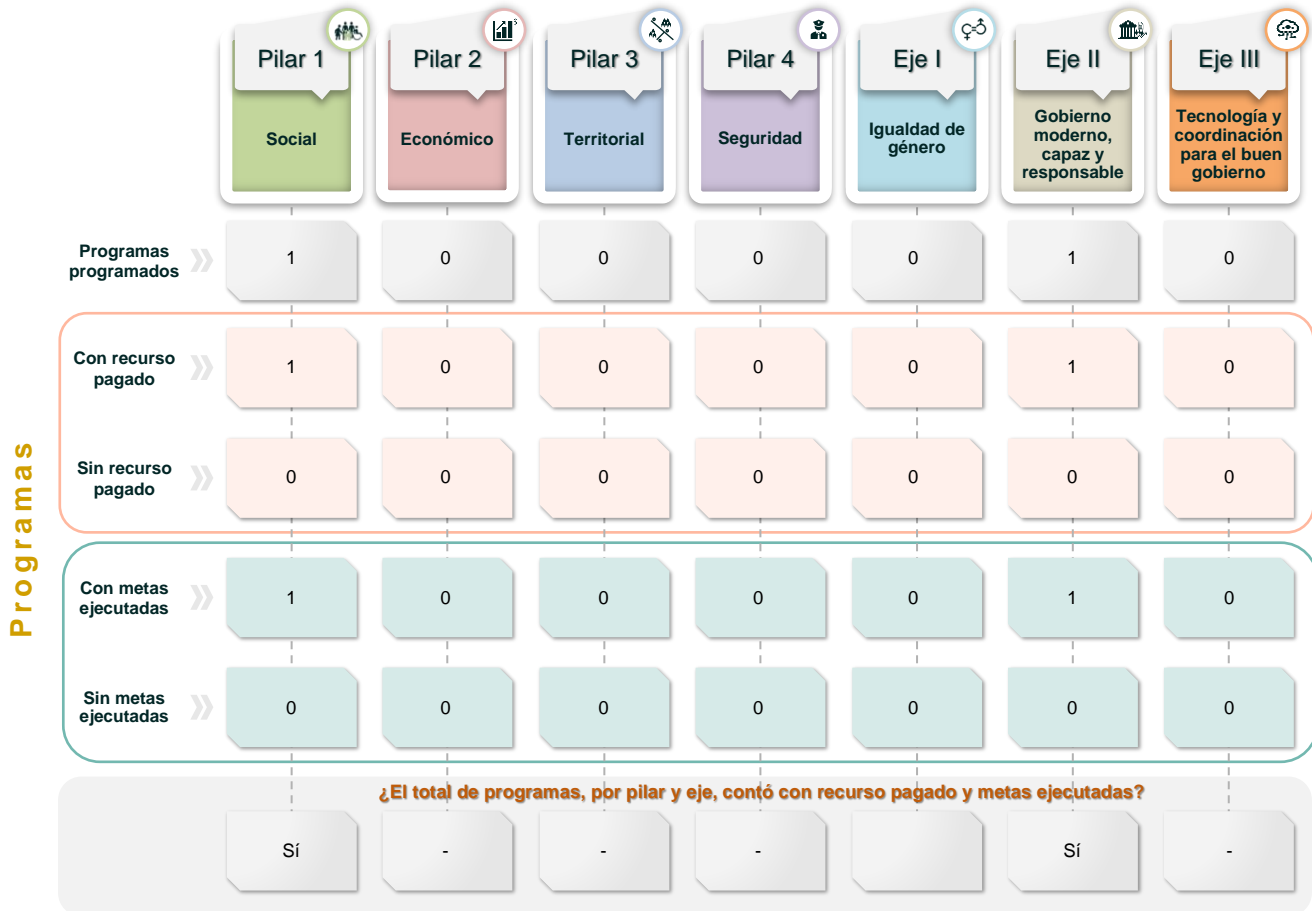 Pilar 1
Pilar 2
Pilar 3
Pilar 4
Eje I
Eje II
Eje III
Social
Económico
Territorial
Seguridad
Igualdad de
género
Gobierno
moderno,
capaz y
responsable
Tecnología y
coordinación
para el buen
gobierno
Programas
Programas
programados
1 0 0 0 0 1 0
Con recurso
pagado
1 0 0 0 0 1 0
Sin recurso
pagado
0 0 0 0 0 0 0
Con metas
ejecutadas
1 0 0 0 0 1 0
Sin metas
ejecutadas
0 0 0 0 0 0 0
¿El total de programas, por pilar y eje, contó con recurso pagado y metas ejecutadas?
Sí - - - Sí -